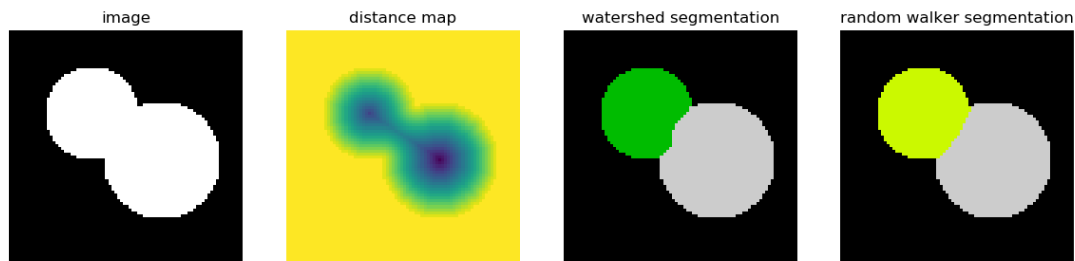 image
distance map
watershed segmentation
random walker segmentation